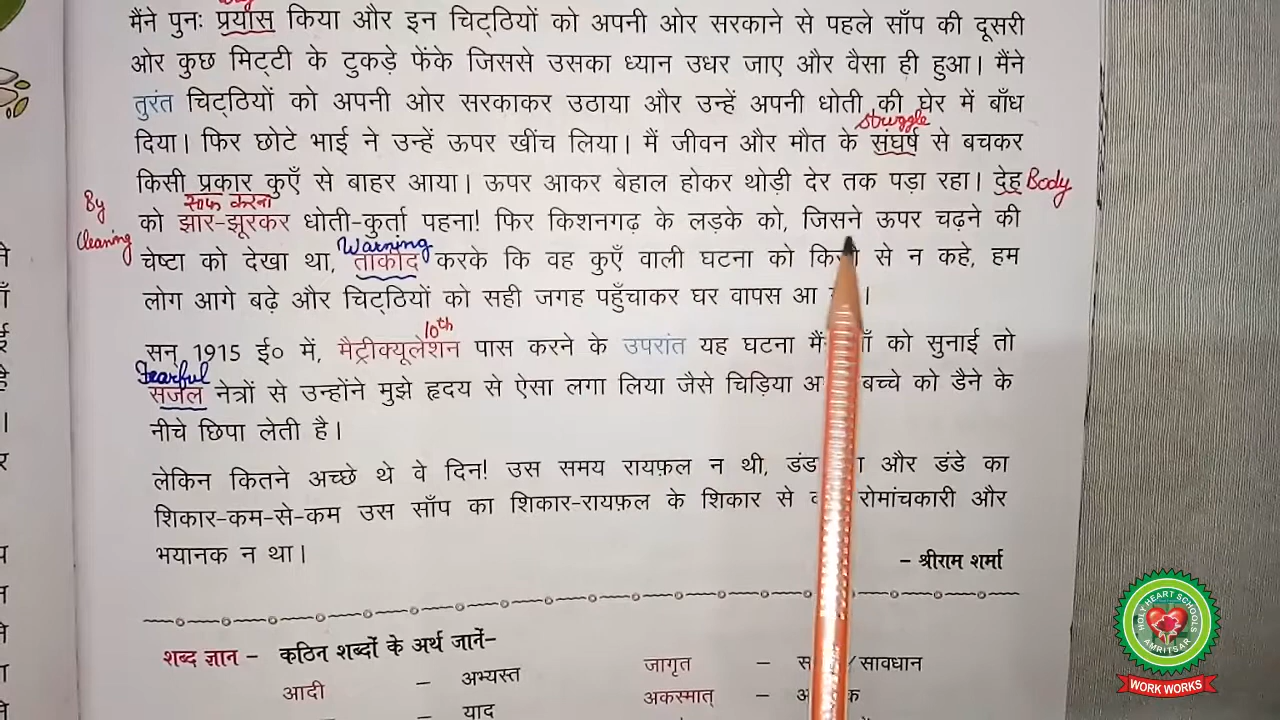 मैंने पुनः प्रयास किया और इन चिट्ठियों को अपनी ओर सरकाने से पहले साँप की दूसरी
ओर कुछ मिट्टी के टुकड़े फेंके जिससे उसका ध्यान उधर जाए और वैसा ही हुआ। मैंने
तुरंत चिट्ठियों को अपनी ओर सरकाकर उठाया और उन्हें अपनी धोती की घेर में बाँध
struggle
दिया। फिर छोटे भाई ने उन्हें ऊपर खींच लिया। मैं जीवन और मौत के संघर्ष से बचकर
किसी प्रकार कुएँ से बाहर आया। ऊपर आकर बेहाल होकर थोड़ी देर तक पड़ा रहा। देह Body
By साफ करना
को झार-झूरकर धोती-कुर्ता पहना! फिर किशनगढ़ के लड़के को, जिसने ऊपर चढ़ने की
Cleaning Warning
चेष्टा को देखा था, ताकीद करके कि वह कुएँ वाली घटना को से न कहे, हम
लोग आगे बढ़े और चिट्ठियों को सही जगह पहुँचाकर घर वापस आ ।
10th
सन् 1915 ई० में, मैट्रीक्यूलेशन पास करने के उपरांत यह घटना को सुनाई तो
Fearful
सजल नेत्रों से उन्होंने मुझे हृदय से ऐसा लगा लिया जैसे चिड़िया बच्चे को डैने के
नीचे छिपा लेती है।
लेकिन कितने अच्छे थे वे दिन! उस समय रायफ़ल न थी, और डंडे का
शिकार-कम-से-कम उस साँप का शिकार-रायफ़ल के शिकार से रोमांचकारी और
भयानक न था।
– श्रीराम शर्मा
शब्द ज्ञान – कठिन शब्दों के अर्थ जानें–
आदी – अभ्यस्त जागृत – /सावधान
– याद अकस्मात् –
HOLY HEART SCHOOLS
AMRITSAR
WORK WORKS